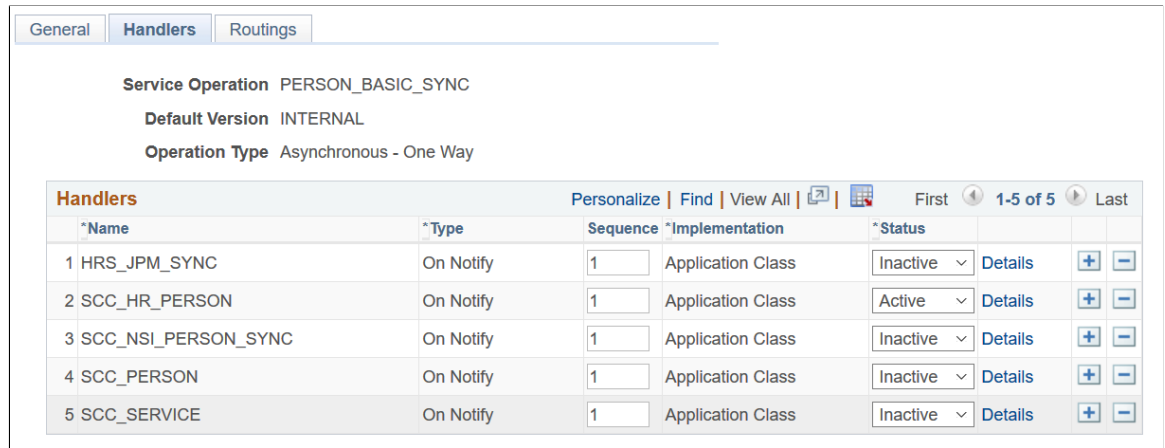 General Handlers Routings
Service Operation PERSON_BASIC_SYNC
Default Version INTERNAL
Operation Type Asynchronous - One Way
Handlers Personalize | Find | View All | | First 1-5 of 5 Last
*Name *Type Sequence *Implementation *Status
1 HRS_JPM_SYNC On Notify 1 Application Class Inactive Details
2 SCC_HR_PERSON On Notify 1 Application Class Active Details
3 SCC_NSI_PERSON_SYNC On Notify 1 Application Class Inactive Details
4 SCC_PERSON On Notify 1 Application Class Inactive Details
5 SCC_SERVICE On Notify 1 Application Class Inactive Details